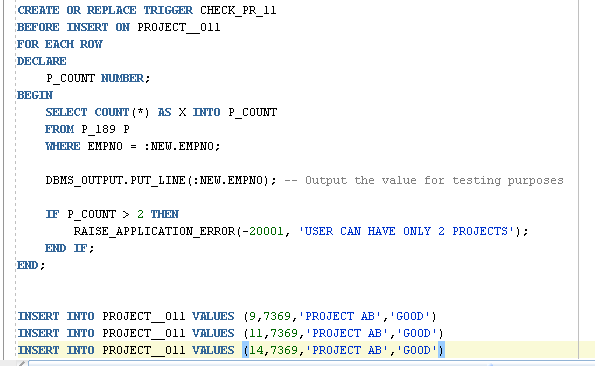 CREATE OR REPLACE TRIGGER CHECK_PR_11
BEFORE INSERT ON PROJECT__011
FOR EACH ROW
DECLARE
    P_COUNT NUMBER;
BEGIN
    SELECT COUNT(*) AS X INTO P_COUNT
    FROM P_189 P
    WHERE EMPNO = :NEW.EMPNO;

    DBMS_OUTPUT.PUT_LINE(:NEW.EMPNO); -- Output the value for testing purposes

    IF P_COUNT > 2 THEN
        RAISE_APPLICATION_ERROR(-20001, 'USER CAN HAVE ONLY 2 PROJECTS');
    END IF;
END;

INSERT INTO PROJECT__011 VALUES (9,7369,'PROJECT AB','GOOD')
INSERT INTO PROJECT__011 VALUES (11,7369,'PROJECT AB','GOOD')
INSERT INTO PROJECT__011 VALUES (14,7369,'PROJECT AB','GOOD')